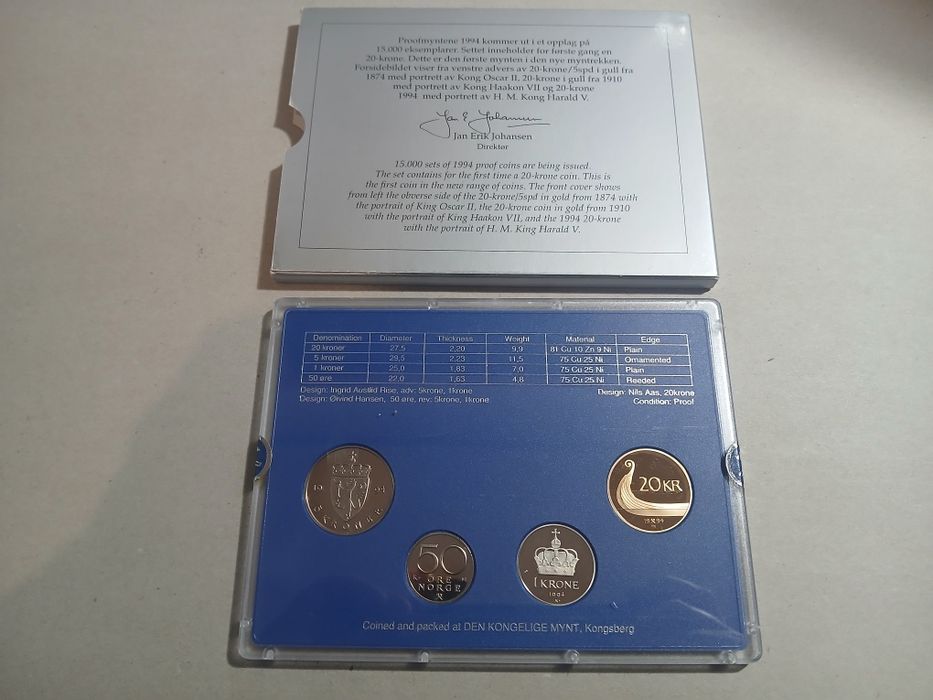 Proofmyntene 1994 kommer ut i et opplag på
15.000 eksemplarer. Settet inneholder for første gang en
20-krone. Dette er den første mynten i den nye myntrekken.
Forsidebildet viser fra venstre advers av 20-krone/5spd i gull fra
1874 med portrett av Kong Oscar II, 20-krone i gull fra 1910
med portrett av Kong Haakon VII og 20-krone
1994 med portrett av H. M. Kong Harald V.
Jan E Johansen
Jan Erik Johansen
Direktør
15.000 sets of 1994 proof coins are being issued.
The set contains for the first time a 20-krone coin. This is
the first coin in the new range of coins. The front cover shows
from left the obverse side of the 20-krone/5spd in gold from 1874 with
the portrait of King Oscar II, the 20-krone coin in gold from 1910
with the portrait of King Haakon VII, and the 1994 20-krone
with the portrait of H. M. King Harald V.
Denomination Diameter Thickness Weight Material Edge
20 kroner 27,5 2,20 9,9 81 Cu 10 Zn 9 Ni Plain
5 kroner 29,5 2,23 11,5 75 Cu 25 Ni Ornamented
1 kroner 25,0 1,83 7,0 75 Cu 25 Ni Plain
50 øre 22,0 1,63 4,8 75 Cu 25 Ni Reeded
Design: Ingrid Austlid Rise, adv: 5krone, 1krone
Design: Øivind Hansen, 50 øre, rev: 5krone, 1krone
Design: Nils Aas, 20krone
Condition: Proof
19 94
5 KRONER
50
ØRE
NORGE
1 KRONE
1994
20 KR
19 94
Coined and packed at DEN KONGELIGE MYNT, Kongsberg